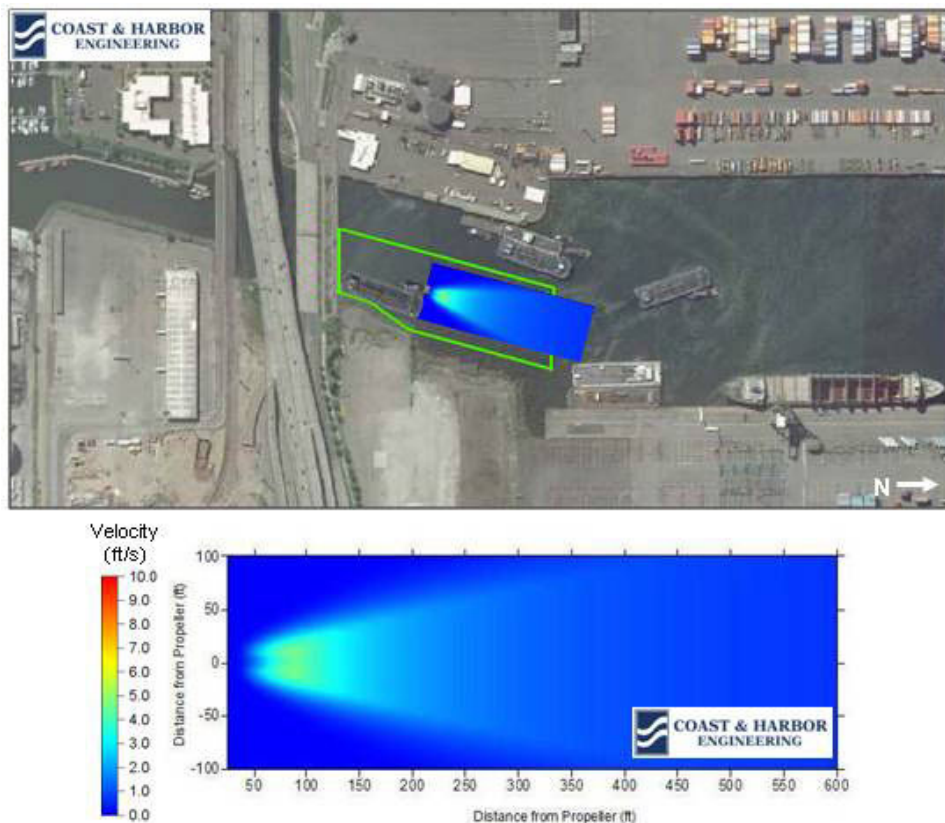 COAST & HARBOR
ENGINEERING
N
Velocity
(ft/s)
10.0
9.0
8.0
7.0
6.0
5.0
4.0
3.0
2.0
1.0
0.0
Distance from Propeller (ft)
100
50
0
-50
-100
COAST & HARBOR
ENGINEERING
50 100 150 200 250 300 350 400 450 500 550 600
Distance from Propeller (ft)